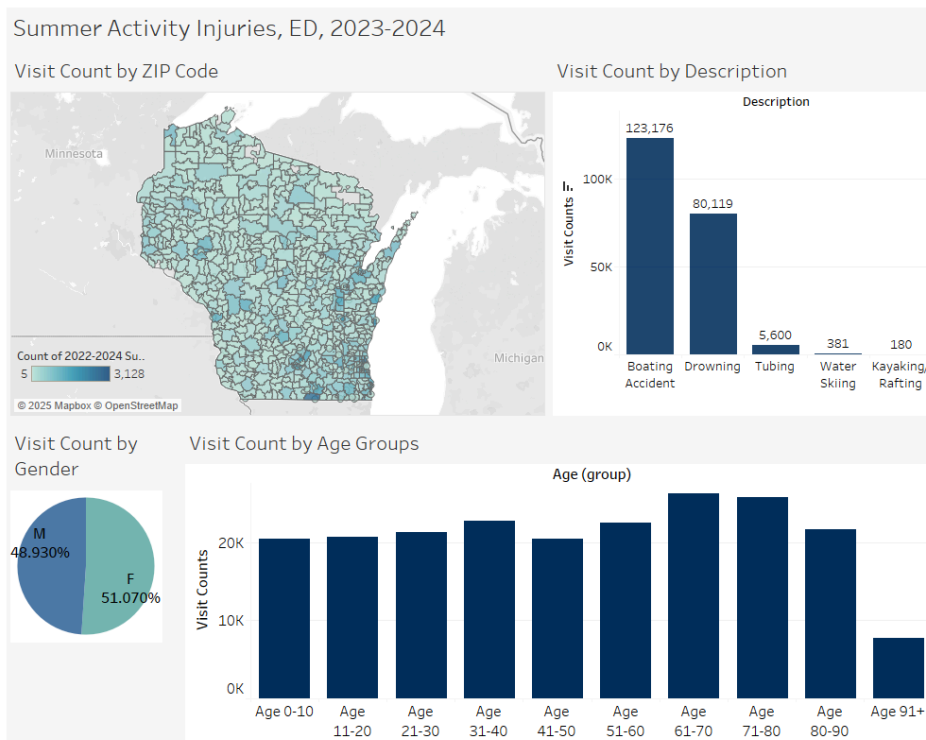 Summer Activity Injuries, ED, 2023-2024
Visit Count by ZIP Code
Minnesota
Michigan
Count of 2022-2024 Su..
5 3,128
© 2025 Mapbox © OpenStreetMap
Visit Count by Description
Description
Visit Counts
123,176
80,119
5,600
381
180
100K
50K
0K
Boating
Accident
Drowning
Tubing
Water
Skiing
Kayaking/
Rafting
Visit Count by
Gender
M
48.930%
F
51.070%
Visit Count by Age Groups
Age (group)
Visit Counts
20K
10K
0K
Age 0-10
Age
11-20
Age
21-30
Age
31-40
Age
41-50
Age
51-60
Age
61-70
Age
71-80
Age
80-90
Age 91+